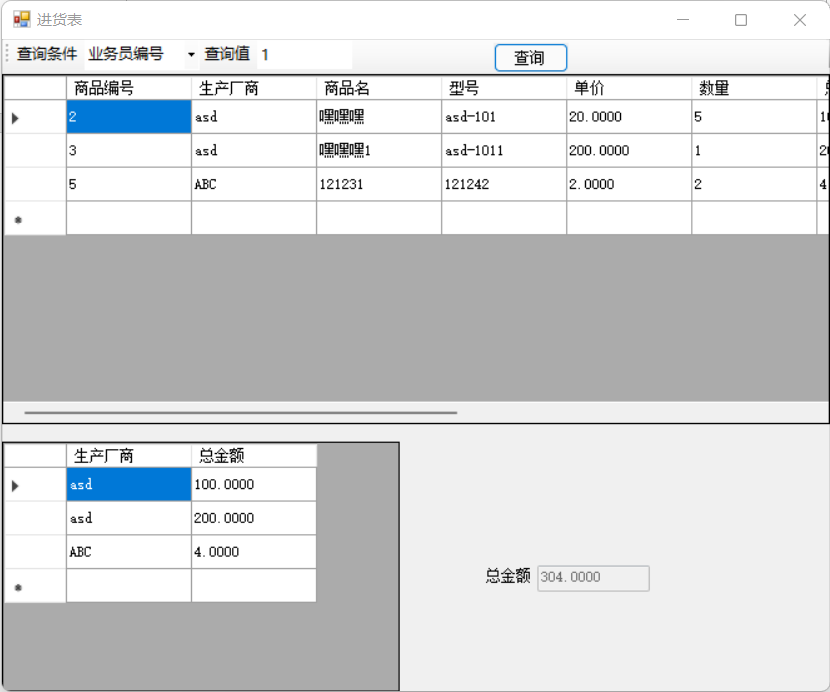 进货表
查询条件 业务员编号 查询值 1 查询
商品编号 生产厂商 商品名 型号 单价 数量
2 asd 嘿嘿嘿 asd-101 20.0000 5
3 asd 嘿嘿嘿1 asd-1011 200.0000 1
5 ABC 121231 121242 2.0000 2 4
生产厂商 总金额
asd 100.0000
asd 200.0000
ABC 4.0000
总金额 304.0000